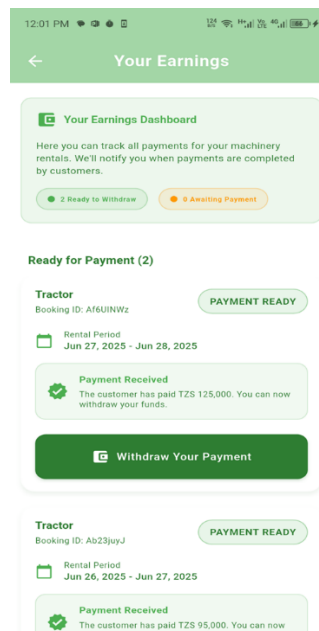 12:01 PM
124 B/S H+ Vo LTE 4G
Your Earnings
Your Earnings Dashboard
Here you can track all payments for your machinery
rentals. We'll notify you when payments are completed
by customers.
2 Ready to Withdraw
0 Awaiting Payment
Ready for Payment (2)
Tractor
PAYMENT READY
Booking ID: Af6UINWz
Rental Period
Jun 27, 2025 - Jun 28, 2025
Payment Received
The customer has paid TZS 125,000. You can now
withdraw your funds.
Withdraw Your Payment
Tractor
PAYMENT READY
Booking ID: Ab23juyJ
Rental Period
Jun 26, 2025 - Jun 27, 2025
Payment Received
The customer has paid TZS 95,000. You can now